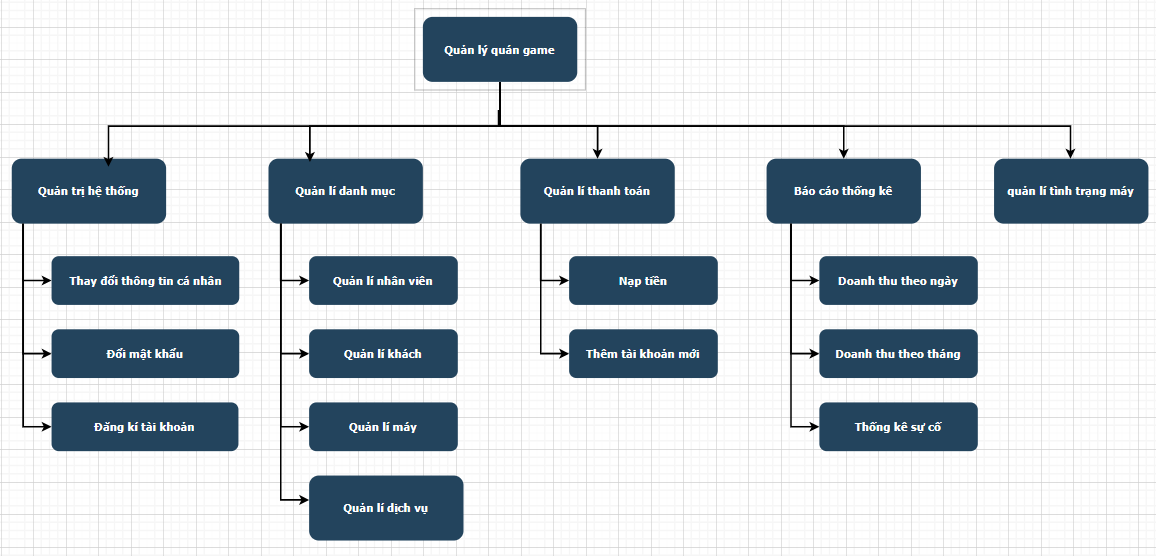 Quản lý quán game
Quản trị hệ thống
Quản lí danh mục
Quản lí thanh toán
Báo cáo thống kê
quản lí tình trạng máy
Thay đổi thông tin cá nhân
Quản lí nhân viên
Nạp tiền
Doanh thu theo ngày
Đổi mật khẩu
Quản lí khách
Thêm tài khoản mới
Doanh thu theo tháng
Đăng kí tài khoản
Quản lí máy
Thống kê sự cố
Quản lí dịch vụ